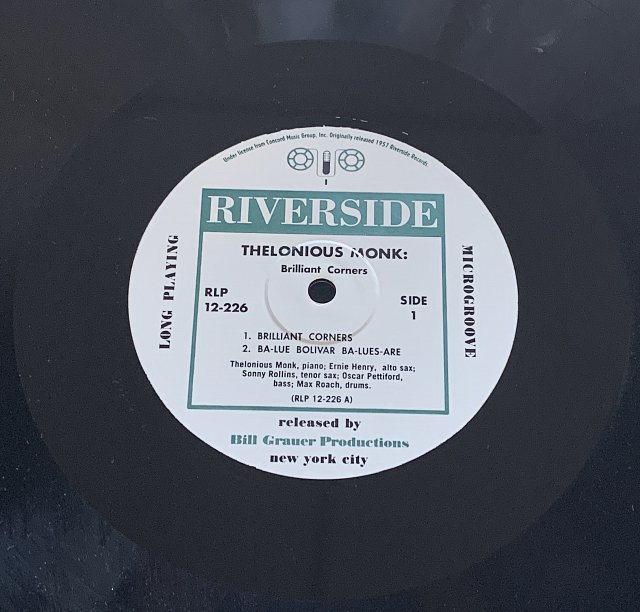 Under license from Concord Music Group, Inc. Originally released 1957 Riverside Records.
RIVERSIDE
THELONIOUS MONK:
Brilliant Corners
LONG PLAYING
MICROGROOVE
RLP
12-226
SIDE
1
1. BRILLIANT CORNERS
2. BA-LUE BOLIVAR BA-LUES-ARE
Thelonious Monk, piano; Ernie Henry, alto sax;
Sonny Rollins, tenor sax; Oscar Pettiford,
bass; Max Roach, drums.
(RLP 12-226 A)
released by
Bill Grauer Productions
new york city